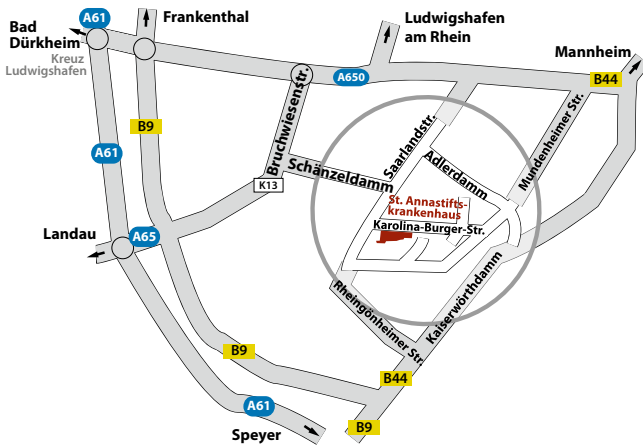 A61
Frankenthal
Ludwigshafen
am Rhein
Bad
Dürkheim
Kreuz
Ludwigshafen
Mannheim
A650
B44
Bruchwiesenstr.
Saarlandstr.
Mundenheimer Str.
B9
A61
Adlerdamm
Schänzeldamm
K13
St. Annastifts-
krankenhaus
Karolina-Burger-Str.
Landau
A65
Kaiserwörthdamm
Rheingönheimer Str.
B9
B44
A61
B9
Speyer